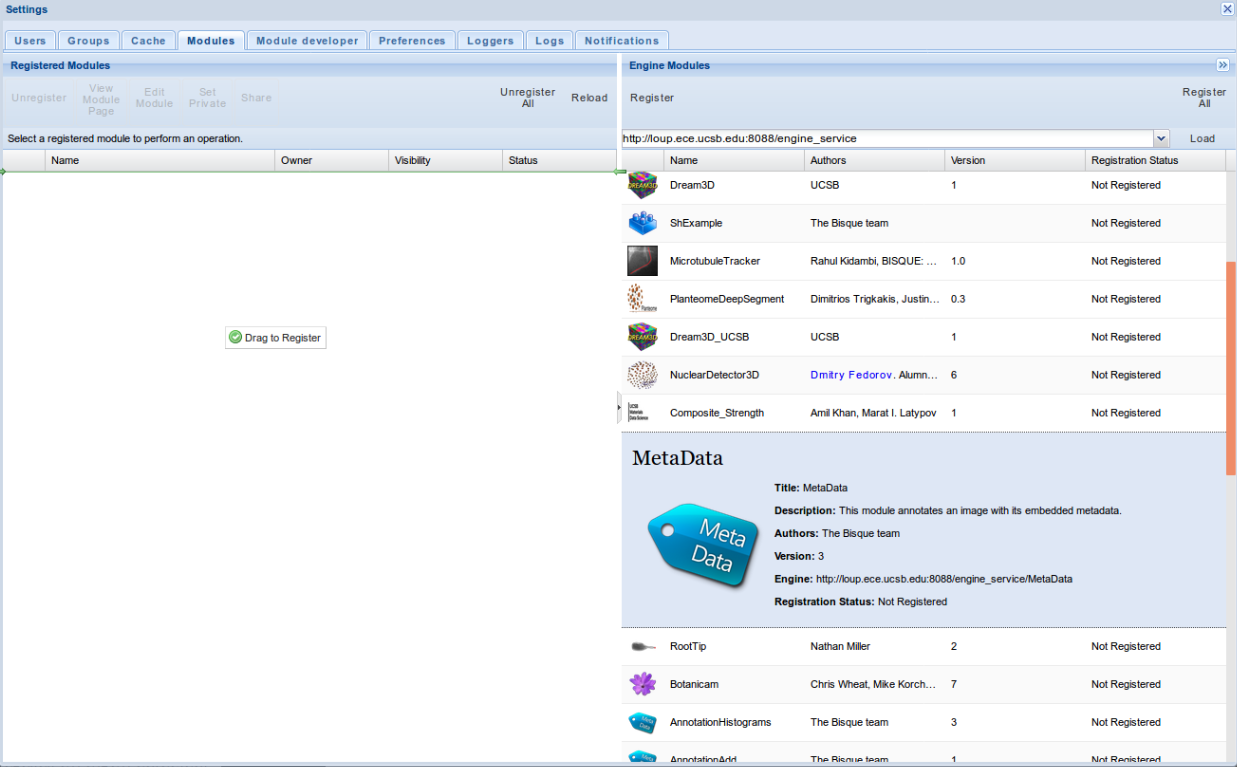 Settings
Users Groups Cache Modules Module developer Preferences Loggers Logs Notifications
Registered Modules
Unregister View Module Page Edit Module Set Private Share Unregister All Reload
Select a registered module to perform an operation.
Name Owner Visibility Status
Drag to Register
Engine Modules
Register Register All
http://loup.ece.ucsb.edu:8088/engine_service Load
Name Authors Version Registration Status
DREAM3D Dream3D UCSB 1 Not Registered
ShExample The Bisque team Not Registered
MicrotubuleTracker Rahul Kidambi, BISQUE: ... 1.0 Not Registered
PlanteomeDeepSegment Dimitrios Trigkakis, Justin... 0.3 Not Registered
DREAM3D Dream3D_UCSB UCSB 1 Not Registered
NuclearDetector3D Dmitry Fedorov. Alumn... 6 Not Registered
Composite_Strength Amil Khan, Marat I. Latypov 1 Not Registered
MetaData
Meta Data
Title: MetaData
Description: This module annotates an image with its embedded metadata.
Authors: The Bisque team
Version: 3
Engine: http://loup.ece.ucsb.edu:8088/engine_service/MetaData
Registration Status: Not Registered
RootTip Nathan Miller 2 Not Registered
Botanicam Chris Wheat, Mike Korch... 7 Not Registered
Meta Data AnnotationHistograms The Bisque team 3 Not Registered
AnnotationAdd The Bisque team 1 Not Registered